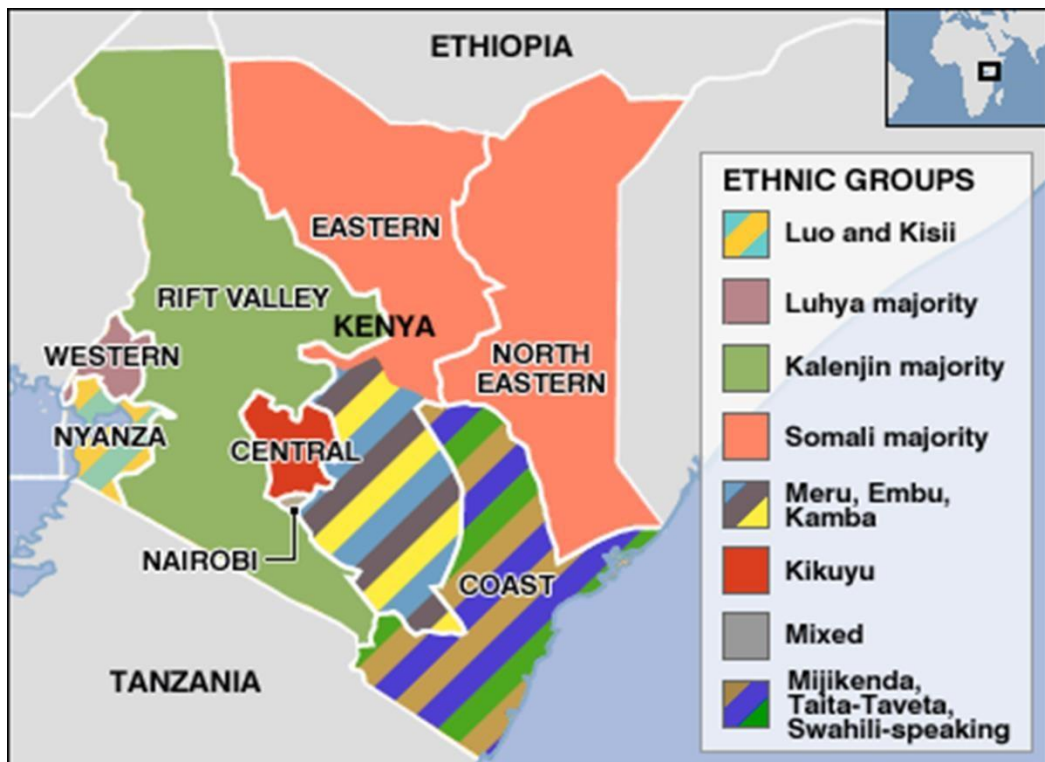 ETHIOPIA
EASTERN
RIFT VALLEY
KENYA
NORTH
EASTERN
WESTERN
NYANZA
CENTRAL
NAIROBI
COAST
TANZANIA
ETHNIC GROUPS
Luo and Kisii
Luhya majority
Kalenjin majority
Somali majority
Meru, Embu,
Kamba
Kikuyu
Mixed
Mijikenda,
Taita-Taveta,
Swahili-speaking